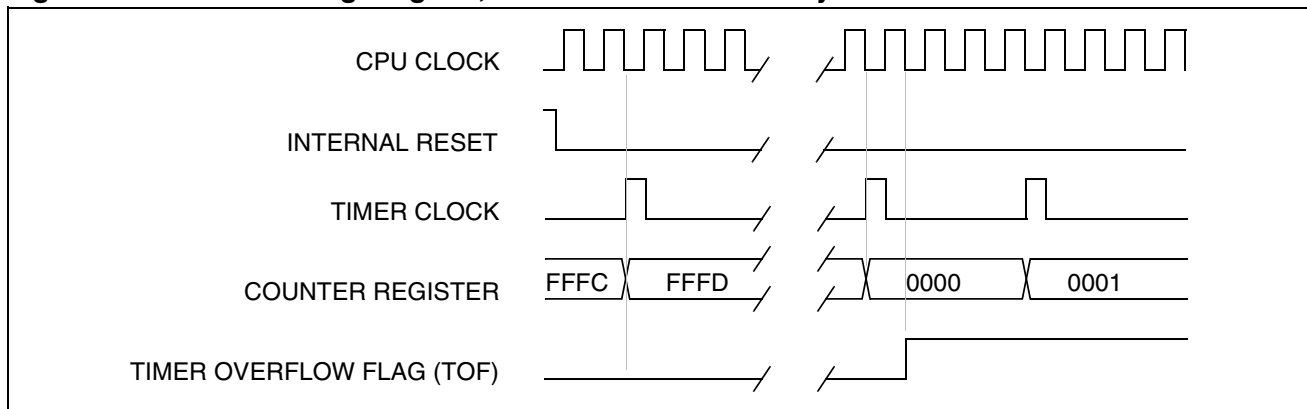 CPU CLOCK
INTERNAL RESET
TIMER CLOCK
COUNTER REGISTER FFFC FFFD 0000 0001
TIMER OVERFLOW FLAG (TOF)